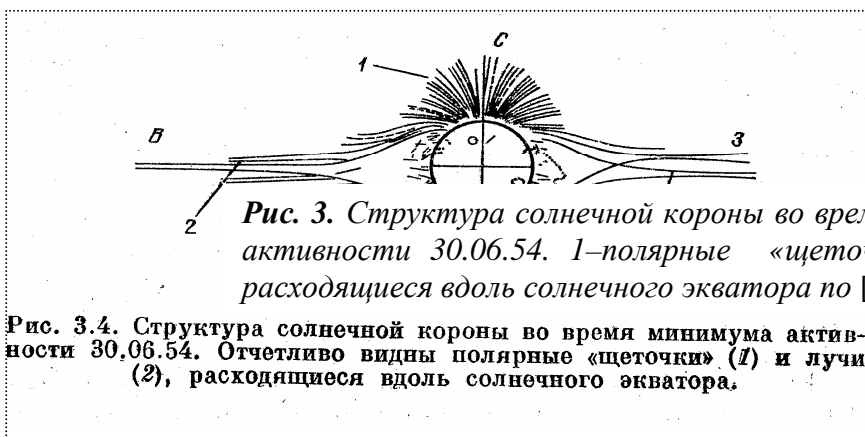 С
1
В
З
2
Рис. 3. Структура солнечной короны во врем
активности 30.06.54. 1–полярные «щеточ
расходящиеся вдоль солнечного экватора по [
Рис. 3.4. Структура солнечной короны во время минимума актив-
ности 30.06.54. Отчетливо видны полярные «щеточки» (1) и лучи
(2), расходящиеся вдоль солнечного экватора.